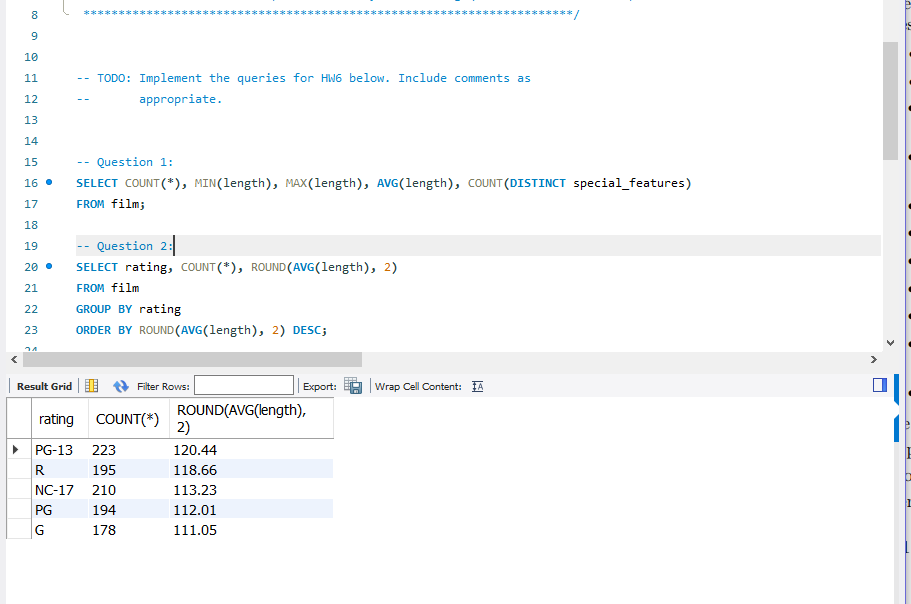 8 **********************************************************************/
9
10
11 -- TODO: Implement the queries for HW6 below. Include comments as
12 --       appropriate.
13
14
15 -- Question 1:
16 SELECT COUNT(*), MIN(length), MAX(length), AVG(length), COUNT(DISTINCT special_features)
17 FROM film;
18
19 -- Question 2:
20 SELECT rating, COUNT(*), ROUND(AVG(length), 2)
21 FROM film
22 GROUP BY rating
23 ORDER BY ROUND(AVG(length), 2) DESC;
24
Result Grid Filter Rows: Export: Wrap Cell Content: IA
rating COUNT(*) ROUND(AVG(length),
2)
PG-13 223 120.44
R 195 118.66
NC-17 210 113.23
PG 194 112.01
G 178 111.05